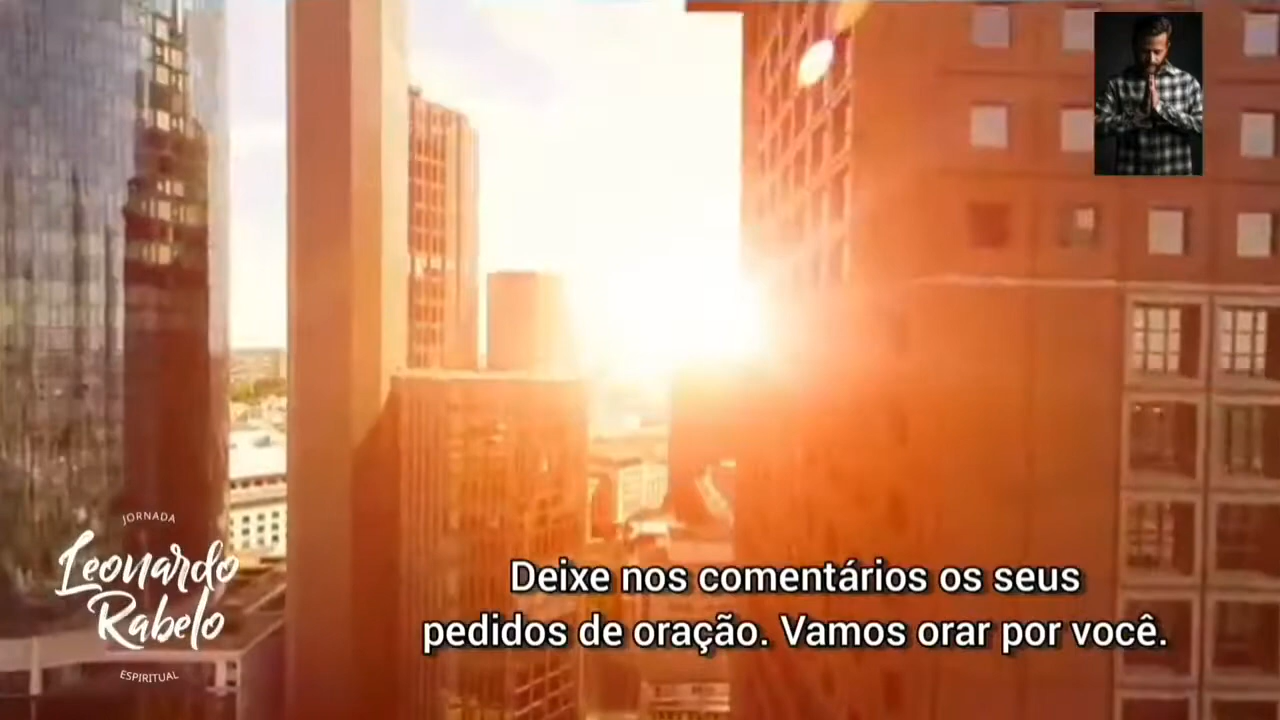 JORNADA
Leonardo
Rabelo
ESPIRITUAL
Deixe nos comentários os seus
pedidos de oração. Vamos orar por você.